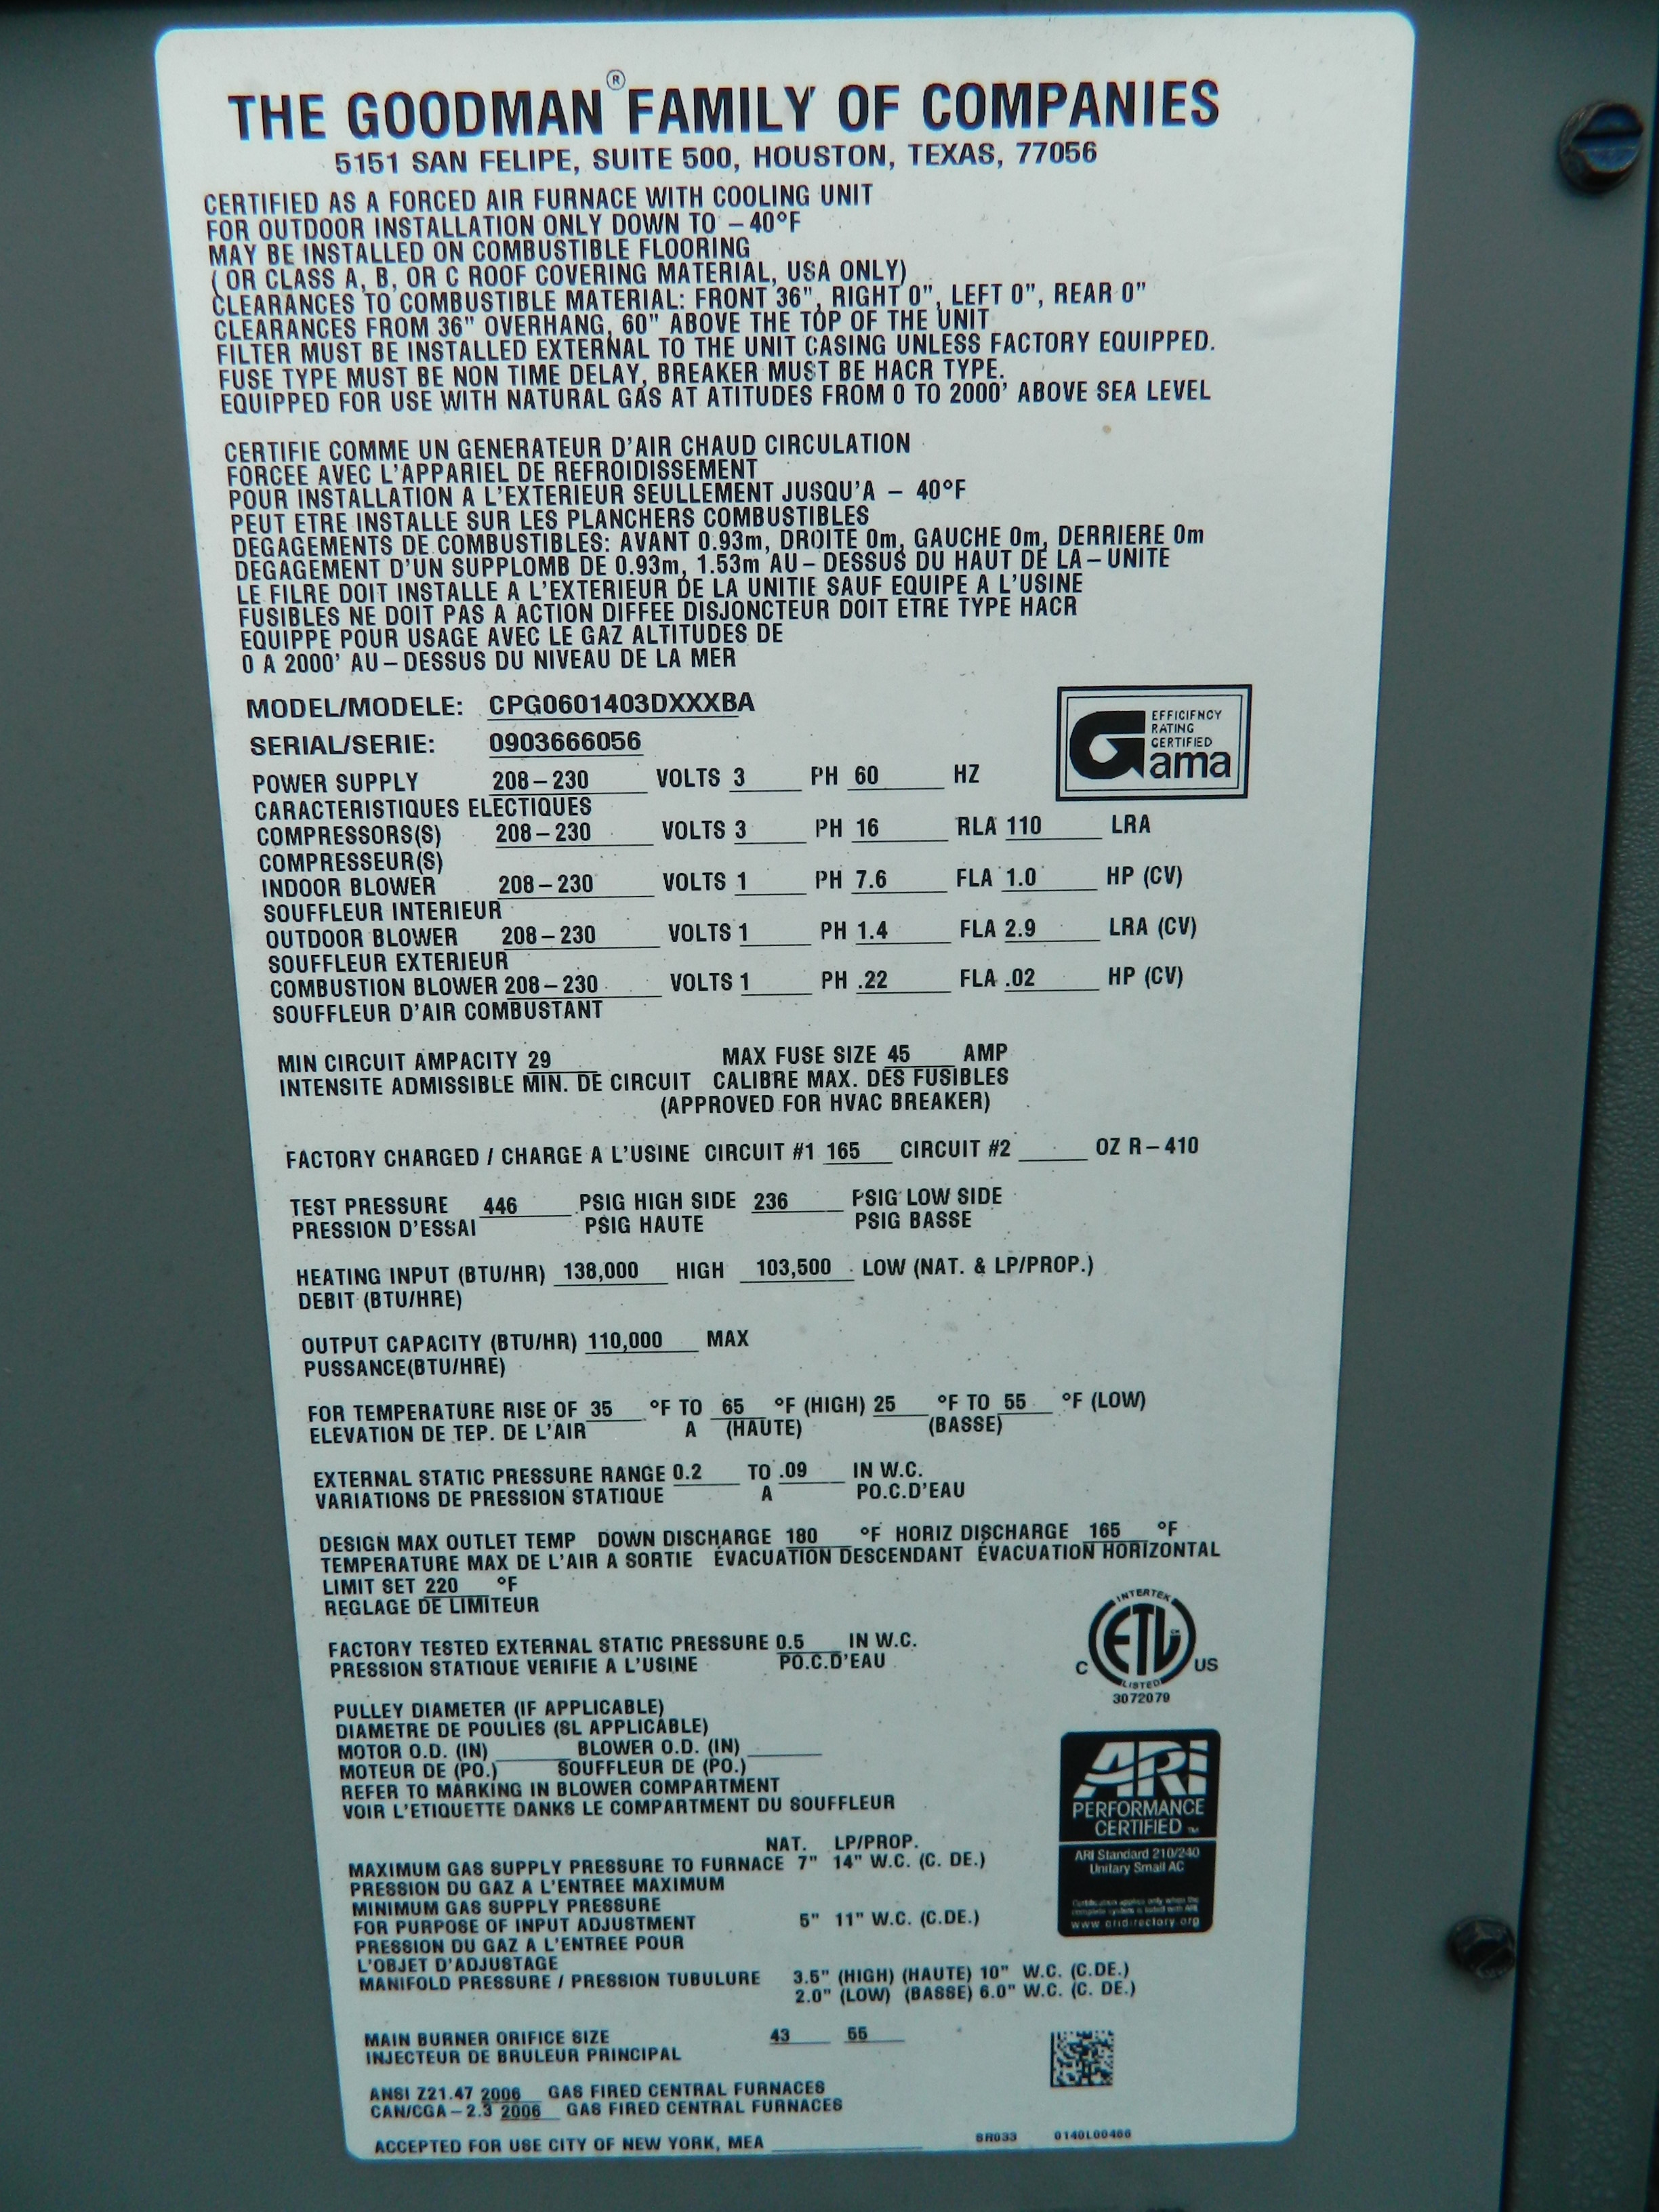 THE GOODMAN® FAMILY OF COMPANIES
5151 SAN FELIPE, SUITE 500, HOUSTON, TEXAS, 77056
CERTIFIED AS A FORCED AIR FURNACE WITH COOLING UNIT
FOR OUTDOOR INSTALLATION ONLY DOWN TO –40°F
MAY BE INSTALLED ON COMBUSTIBLE FLOORING
( OR CLASS A, B, OR C ROOF COVERING MATERIAL, USA ONLY)
CLEARANCES TO COMBUSTIBLE MATERIAL: FRONT 36", RIGHT 0", LEFT 0", REAR 0"
CLEARANCES FROM 36" OVERHANG, 60" ABOVE THE TOP OF THE UNIT
FILTER MUST BE INSTALLED EXTERNAL TO THE UNIT CASING UNLESS FACTORY EQUIPPED.
FUSE TYPE MUST BE NON TIME DELAY, BREAKER MUST BE HACR TYPE.
EQUIPPED FOR USE WITH NATURAL GAS AT ATITUDES FROM 0 TO 2000' ABOVE SEA LEVEL
CERTIFIE COMME UN GENERATEUR D'AIR CHAUD CIRCULATION
FORCEE AVEC L'APPARIEL DE REFROIDISSEMENT
POUR INSTALLATION A L'EXTERIEUR SEULLEMENT JUSQU'A – 40°F
PEUT ETRE INSTALLE SUR LES PLANCHERS COMBUSTIBLES
DEGAGEMENTS DE COMBUSTIBLES: AVANT 0.93m, DROITE 0m, GAUCHE 0m, DERRIERE 0m
DEGAGEMENT D'UN SUPPLOMB DE 0.93m, 1.53m AU–DESSUS DU HAUT DE LA–UNITE
LE FILRE DOIT INSTALLE A L'EXTERIEUR DE LA UNITIE SAUF EQUIPE A L'USINE
FUSIBLES NE DOIT PAS A ACTION DIFFEE DISJONCTEUR DOIT ETRE TYPE HACR
EQUIPPE POUR USAGE AVEC LE GAZ ALTITUDES DE
0 A 2000' AU–DESSUS DU NIVEAU DE LA MER
MODEL/MODELE: CPG0601403DXXXBA
SERIAL/SERIE: 0903666056
EFFICIENCY
RATING
CERTIFIED
Gama
POWER SUPPLY 208–230 VOLTS 3 PH 60 HZ
CARACTERISTIQUES ELECTIQUES
COMPRESSORS(S) 208–230 VOLTS 3 PH 16 RLA 110 LRA
COMPRESSEUR(S)
INDOOR BLOWER 208–230 VOLTS 1 PH 7.6 FLA 1.0 HP (CV)
SOUFFLEUR INTERIEUR
OUTDOOR BLOWER 208–230 VOLTS 1 PH 1.4 FLA 2.9 LRA (CV)
SOUFFLEUR EXTERIEUR
COMBUSTION BLOWER 208–230 VOLTS 1 PH .22 FLA .02 HP (CV)
SOUFFLEUR D'AIR COMBUSTANT
MIN CIRCUIT AMPACITY 29 MAX FUSE SIZE 45 AMP
INTENSITE ADMISSIBLE MIN. DE CIRCUIT CALIBRE MAX. DES FUSIBLES
(APPROVED FOR HVAC BREAKER)
FACTORY CHARGED / CHARGE A L'USINE CIRCUIT #1 165 CIRCUIT #2 OZ R–410
TEST PRESSURE 446 PSIG HIGH SIDE 236 PSIG LOW SIDE
PRESSION D'ESSAI PSIG HAUTE PSIG BASSE
HEATING INPUT (BTU/HR) 138,000 HIGH 103,500 LOW (NAT. & LP/PROP.)
DEBIT (BTU/HRE)
OUTPUT CAPACITY (BTU/HR) 110,000 MAX
PUSSANCE(BTU/HRE)
FOR TEMPERATURE RISE OF 35 °F TO 65 °F (HIGH) 25 °F TO 55 °F (LOW)
ELEVATION DE TEP. DE L'AIR A (HAUTE) (BASSE)
EXTERNAL STATIC PRESSURE RANGE 0.2 TO .09 IN W.C.
VARIATIONS DE PRESSION STATIQUE A PO.C.D'EAU
DESIGN MAX OUTLET TEMP DOWN DISCHARGE 180 °F HORIZ DISCHARGE 165 °F
TEMPERATURE MAX DE L'AIR A SORTIE ÉVACUATION DESCENDANT ÉVACUATION HORIZONTAL
LIMIT SET 220 °F
REGLAGE DE LIMITEUR
FACTORY TESTED EXTERNAL STATIC PRESSURE 0.5 IN W.C.
PRESSION STATIQUE VERIFIE A L'USINE PO.C.D'EAU
INTERTEK
C ETL US
LISTED
3072079
PULLEY DIAMETER (IF APPLICABLE)
DIAMETRE DE POULIES (SL APPLICABLE)
MOTOR O.D. (IN) BLOWER O.D. (IN)
MOTEUR DE (PO.) SOUFFLEUR DE (PO.)
REFER TO MARKING IN BLOWER COMPARTMENT
VOIR L'ETIQUETTE DANKS LE COMPARTMENT DU SOUFFLEUR
ARI
PERFORMANCE
CERTIFIED ™
ARI Standard 210/240
Unitary Small AC
www.aridirectory.org
NAT. LP/PROP.
MAXIMUM GAS SUPPLY PRESSURE TO FURNACE 7" 14" W.C. (C. DE.)
PRESSION DU GAZ A L'ENTREE MAXIMUM
MINIMUM GAS SUPPLY PRESSURE
FOR PURPOSE OF INPUT ADJUSTMENT 5" 11" W.C. (C.DE.)
PRESSION DU GAZ A L'ENTREE POUR
L'OBJET D'ADJUSTAGE
MANIFOLD PRESSURE / PRESSION TUBULURE 3.5" (HIGH) (HAUTE) 10" W.C. (C.DE.)
2.0" (LOW) (BASSE) 6.0" W.C. (C. DE.)
MAIN BURNER ORIFICE SIZE 43 55
INJECTEUR DE BRULEUR PRINCIPAL
ANSI Z21.47 2006 GAS FIRED CENTRAL FURNACES
CAN/CGA–2.3 2006 GAS FIRED CENTRAL FURNACES
ACCEPTED FOR USE CITY OF NEW YORK, MEA
SR033 0140L00466